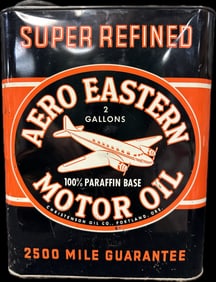 SUPER REFINED
AERO EASTERN
2
GALLONS
100% PARAFFIN BASE
MOTOR OIL
CHRISTENSON OIL CO., PORTLAND, ORE.
2500 MILE GUARANTEE